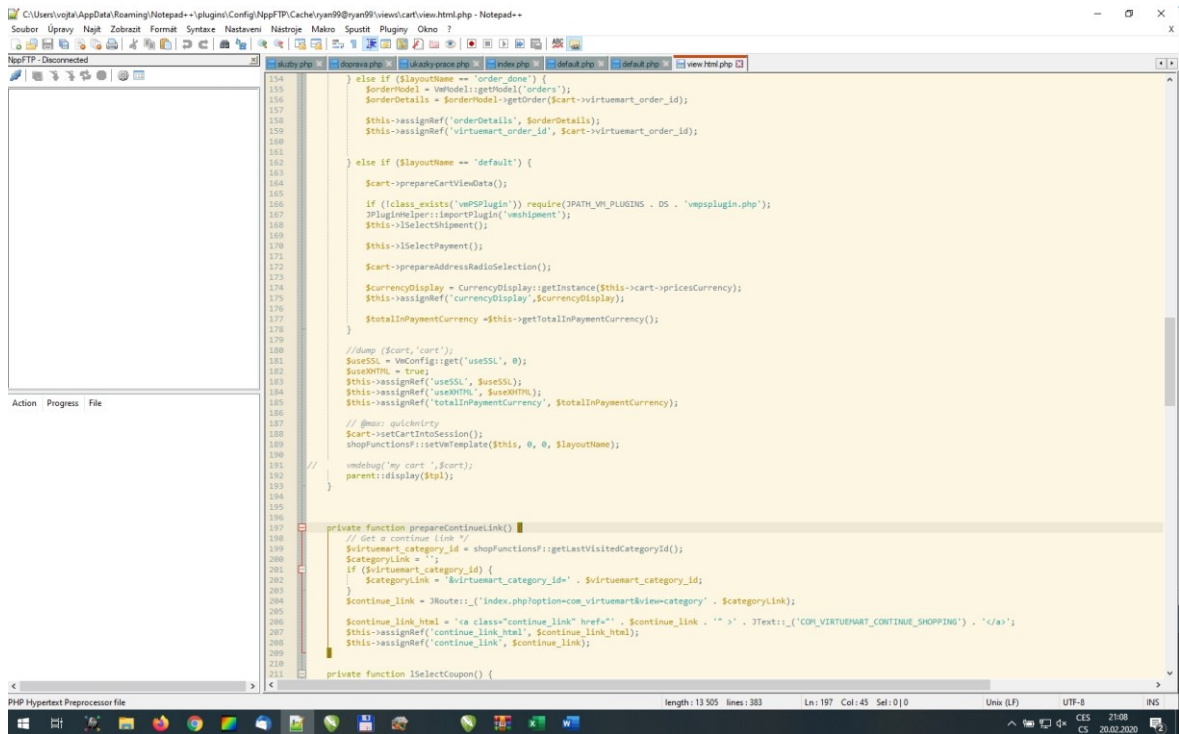 C:\Users\vojta\AppData\Roaming\Notepad++\plugins\Config\NppFTP\Cache\ryan99@ryan99\views\cart\view.html.php - Notepad++
Soubor Úpravy Najít Zobrazit Formát Syntaxe Nastavení Nástroje Makro Spustit Pluginy Okno ?
X
NppFTP - Disconnected
sluzby.php doprava.php ukazky-prace.php index.php default.php default.php view.html.php
154 } else if ($layoutName == 'order_done') {
155 $orderModel = VmModel::getModel('orders');
156 $orderDetails = $orderModel->getOrder($cart->virtuemart_order_id);
157
158 $this->assignRef('orderDetails', $orderDetails);
159 $this->assignRef('virtuemart_order_id', $cart->virtuemart_order_id);
160
161
162 } else if ($layoutName == 'default') {
163
164 $cart->prepareCartViewData();
165
166 if (!class_exists('vmPSPlugin')) require(JPATH_VM_PLUGINS . DS . 'vmpsplugin.php');
167 JPluginHelper::importPlugin('vmshipment');
168 $this->lSelectShipment();
169
170 $this->lSelectPayment();
171
172 $cart->prepareAddressRadioSelection();
173
174 $currencyDisplay = CurrencyDisplay::getInstance($this->cart->pricesCurrency);
175 $this->assignRef('currencyDisplay',$currencyDisplay);
176
177 $totalInPaymentCurrency =$this->getTotalInPaymentCurrency();
178 }
179
180 //dump ($cart,'cart');
181 $useSSL = VmConfig::get('useSSL', 0);
182 $useXHTML = true;
183 $this->assignRef('useSSL', $useSSL);
184 $this->assignRef('useXHTML', $useXHTML);
185 $this->assignRef('totalInPaymentCurrency', $totalInPaymentCurrency);
186
187 // @max: quicknirty
188 $cart->setCartIntoSession();
189 shopFunctionsF::setVmTemplate($this, 0, 0, $layoutName);
190
191 // vmdebug('my cart ',$cart);
192 parent::display($tpl);
193 }
194
195
196
197 private function prepareContinueLink() {
198 // Get a continue link */
199 $virtuemart_category_id = shopFunctionsF::getLastVisitedCategoryId();
200 $categoryLink = '';
201 if ($virtuemart_category_id) {
202 $categoryLink = '&virtuemart_category_id=' . $virtuemart_category_id;
203 }
204 $continue_link = JRoute::_('index.php?option=com_virtuemart&view=category' . $categoryLink);
205
206 $continue_link_html = '<a class="continue_link" href="' . $continue_link . '" >' . JText::_('COM_VIRTUEMART_CONTINUE_SHOPPING') . '</a>';
207 $this->assignRef('continue_link_html', $continue_link_html);
208 $this->assignRef('continue_link', $continue_link);
209 }
210
211 private function lSelectCoupon() {
Action Progress File
PHP Hypertext Preprocessor file length : 13 505 lines : 383 Ln : 197 Col : 45 Sel : 0 | 0 Unix (LF) UTF-8 INS
CES 21:08
CS 20.02.2020